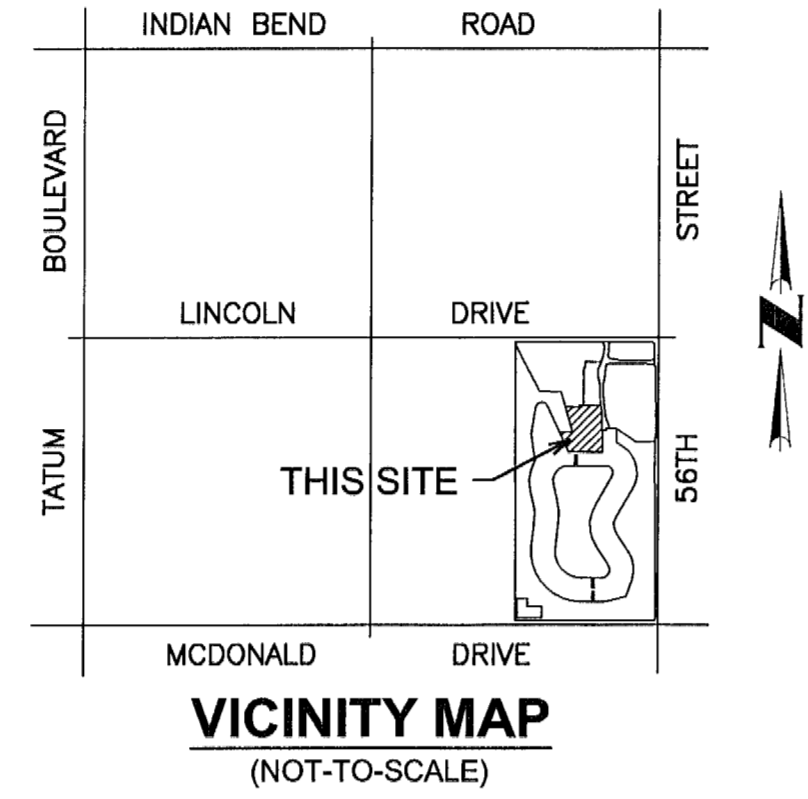 INDIAN BEND ROAD
BOULEVARD
STREET
LINCOLN DRIVE
TATUM
THIS SITE
56TH
MCDONALD DRIVE
VICINITY MAP
(NOT-TO-SCALE)
N